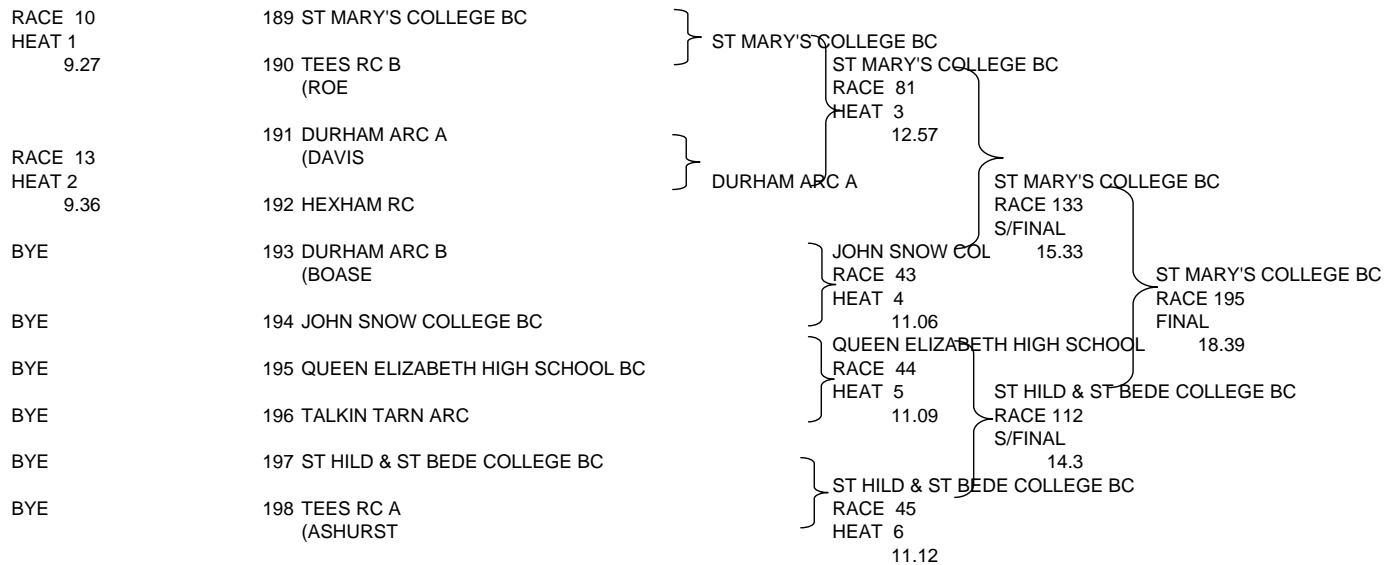 RACE 10 189 ST MARY'S COLLEGE BC
HEAT 1 ST MARY'S COLLEGE BC
9.27 190 TEES RC B ST MARY'S COLLEGE BC
(ROE RACE 81
HEAT 3
191 DURHAM ARC A 12.57
RACE 13 (DAVIS
HEAT 2 DURHAM ARC A ST MARY'S COLLEGE BC
9.36 192 HEXHAM RC RACE 133
S/FINAL
BYE 193 DURHAM ARC B JOHN SNOW COL 15.33
(BOASE RACE 43 ST MARY'S COLLEGE BC
HEAT 4 RACE 195
BYE 194 JOHN SNOW COLLEGE BC 11.06 FINAL
QUEEN ELIZABETH HIGH SCHOOL 18.39
BYE 195 QUEEN ELIZABETH HIGH SCHOOL BC RACE 44
HEAT 5 ST HILD & ST BEDE COLLEGE BC
BYE 196 TALKIN TARN ARC 11.09 RACE 112
S/FINAL
BYE 197 ST HILD & ST BEDE COLLEGE BC 14.3
ST HILD & ST BEDE COLLEGE BC
BYE 198 TEES RC A RACE 45
(ASHURST HEAT 6
11.12